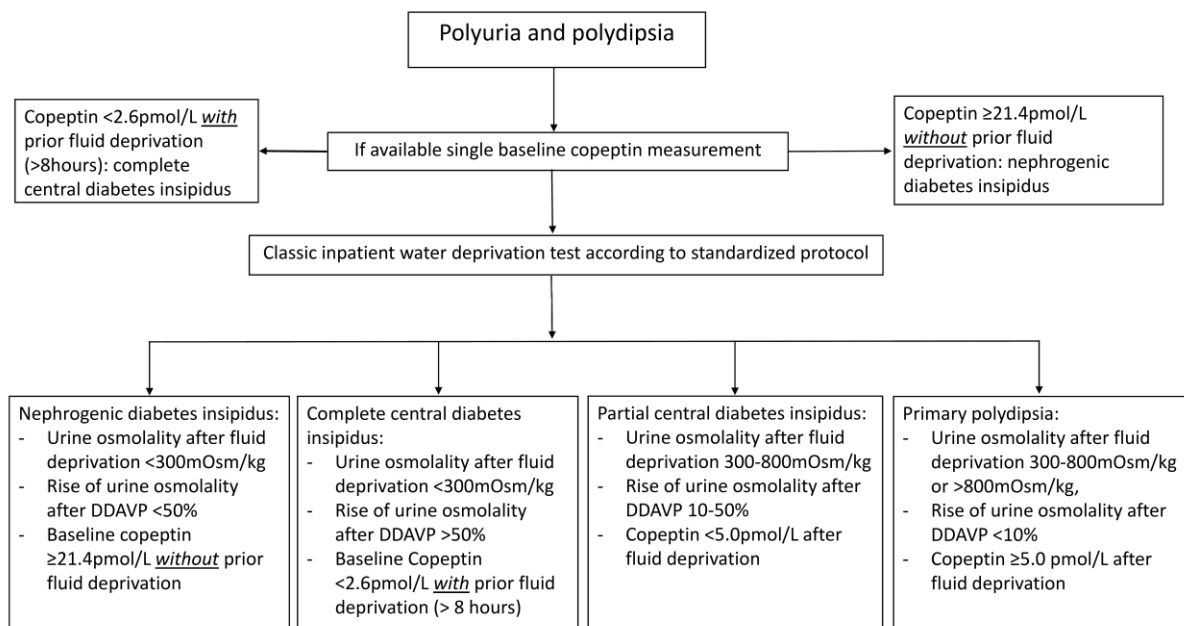 Polyuria and polydipsia
Copeptin <2.6pmol/L with
prior fluid deprivation
(>8hours): complete
central diabetes insipidus
If available single baseline copeptin measurement
Copeptin ≥21.4pmol/L
without prior fluid
deprivation: nephrogenic
diabetes insipidus
Classic inpatient water deprivation test according to standardized protocol
Nephrogenic diabetes insipidus:
- Urine osmolality after fluid
deprivation <300mOsm/kg
- Rise of urine osmolality
after DDAVP <50%
- Baseline copeptin
≥21.4pmol/L without prior
fluid deprivation
Complete central diabetes
insipidus:
- Urine osmolality after fluid
deprivation <300mOsm/kg
- Rise of urine osmolality
after DDAVP >50%
- Baseline Copeptin
<2.6pmol/L with prior fluid
deprivation (> 8 hours)
Partial central diabetes insipidus:
- Urine osmolality after fluid
deprivation 300-800mOsm/kg
- Rise of urine osmolality after
DDAVP 10-50%
- Copeptin <5.0pmol/L after
fluid deprivation
Primary polydipsia:
- Urine osmolality after fluid
deprivation 300-800mOsm/kg
or >800mOsm/kg,
- Rise of urine osmolality after
DDAVP <10%
- Copeptin ≥5.0 pmol/L after
fluid deprivation